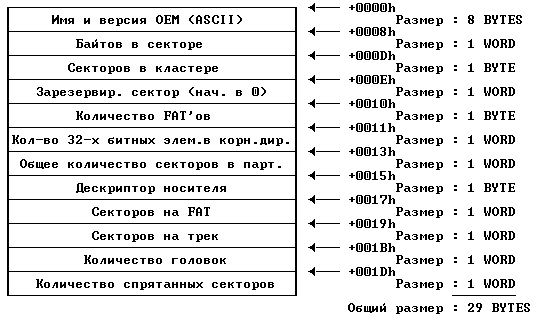 +0000h
Имя и версия OEM (ASCII) Размер : 8 BYTES
+0008h
Байтов в секторе Размер : 1 WORD
+000Dh
Секторов в кластере Размер : 1 BYTE
+000Eh
Зарезервир. сектор (нач. в 0) Размер : 1 WORD
+0010h
Количество FAT'ов Размер : 1 BYTE
+0011h
Кол-во 32-х битных элем.в корн.дир. Размер : 1 WORD
+0013h
Общее количество секторов в парт. Размер : 1 WORD
+0015h
Дескриптор носителя Размер : 1 BYTE
+0017h
Секторов на FAT Размер : 1 WORD
+0019h
Секторов на трек Размер : 1 WORD
+001Bh
Количество головок Размер : 1 WORD
+001Dh
Количество спрятанных секторов Размер : 1 WORD
Общий размер : 29 BYTES